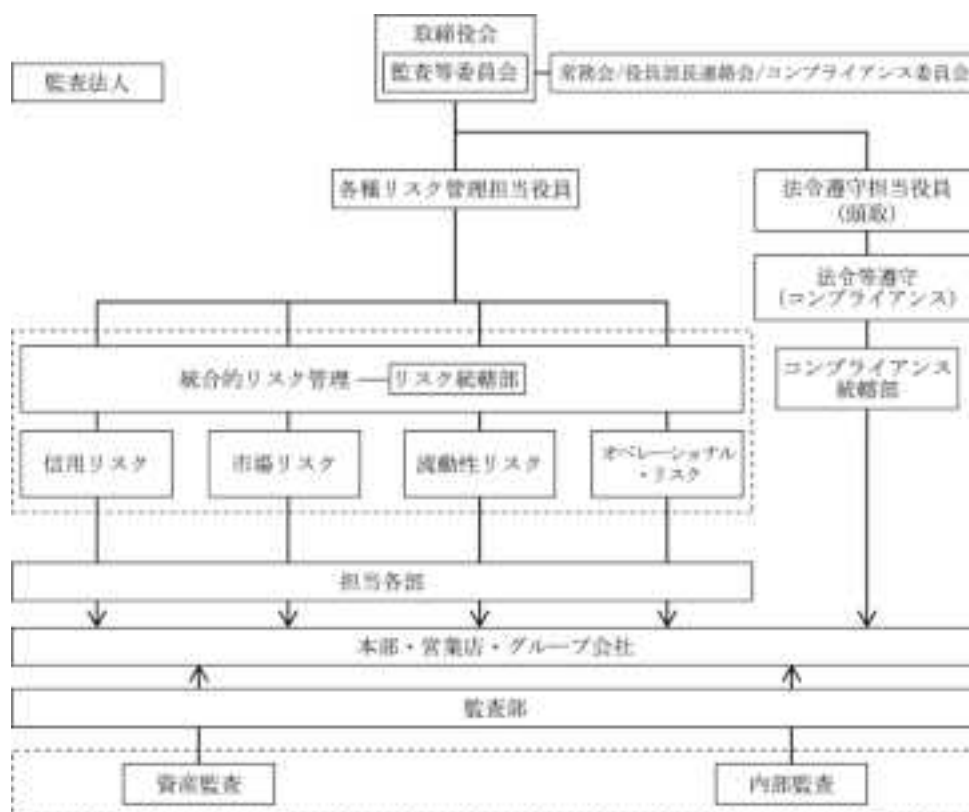 取締役会
監査等委員会
常務会/役員部長連絡会/コンプライアンス委員会
監査法人
各種リスク管理担当役員
法令遵守担当役員
(頭取)
法令等遵守
(コンプライアンス)
統合的リスク管理
リスク統轄部
コンプライアンス
統轄部
信用リスク
市場リスク
流動性リスク
オペレーショナル
・リスク
担当各部
本部・営業店・グループ会社
監査部
資産監査
内部監査